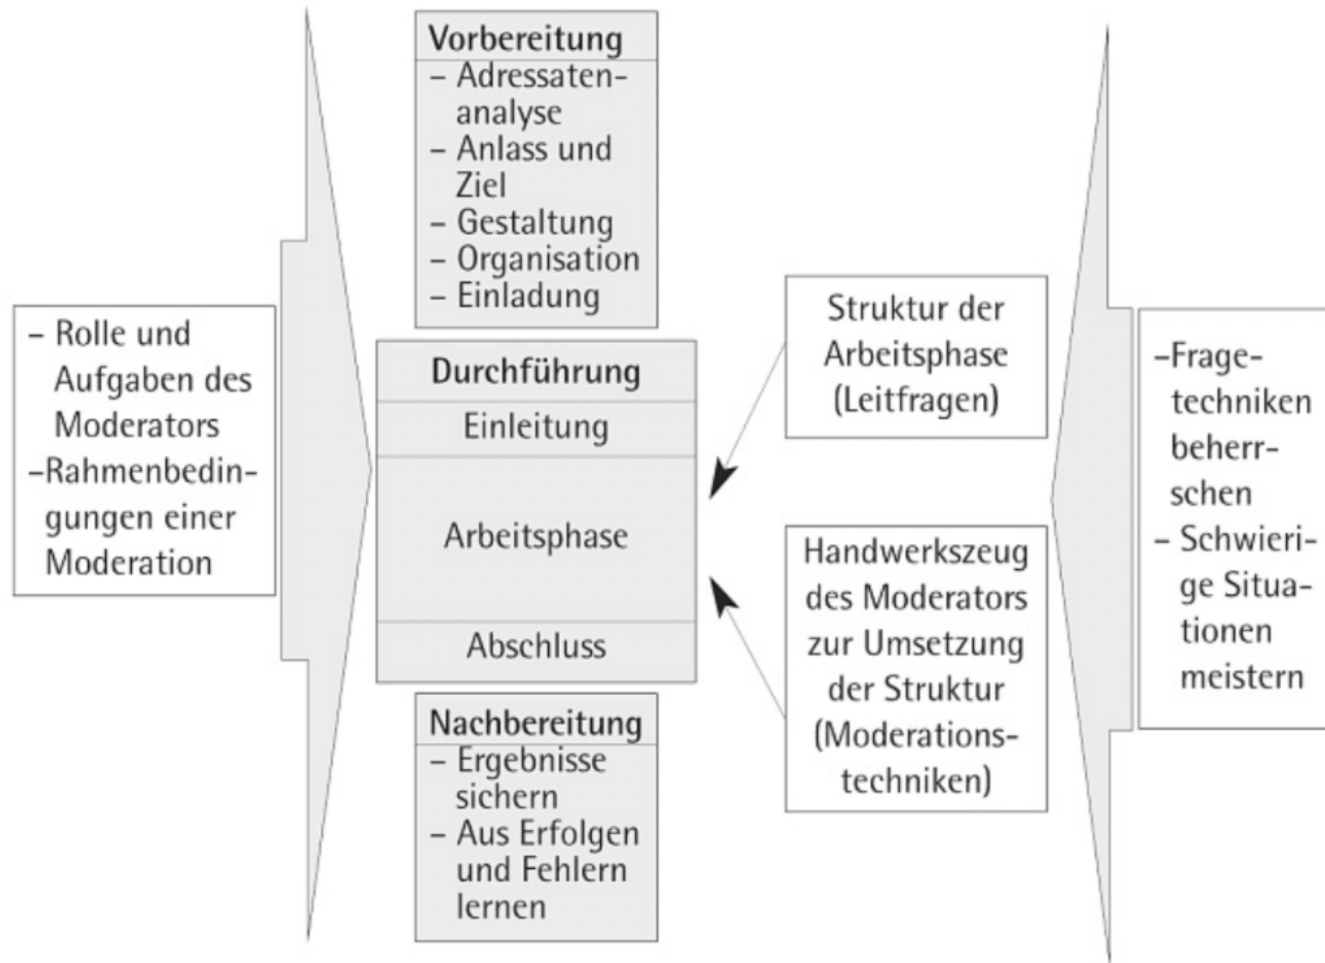 Vorbereitung
– Adressaten-
analyse
– Anlass und
Ziel
– Gestaltung
– Organisation
– Einladung
– Rolle und
Aufgaben des
Moderators
–Rahmenbedin-
gungen einer
Moderation
Durchführung
Einleitung
Arbeitsphase
Abschluss
Nachbereitung
– Ergebnisse
sichern
– Aus Erfolgen
und Fehlern
lernen
Struktur der
Arbeitsphase
(Leitfragen)
Handwerkszeug
des Moderators
zur Umsetzung
der Struktur
(Moderations-
techniken)
–Frage-
techniken
beherr-
schen
– Schwieri-
ge Situa-
tionen
meistern